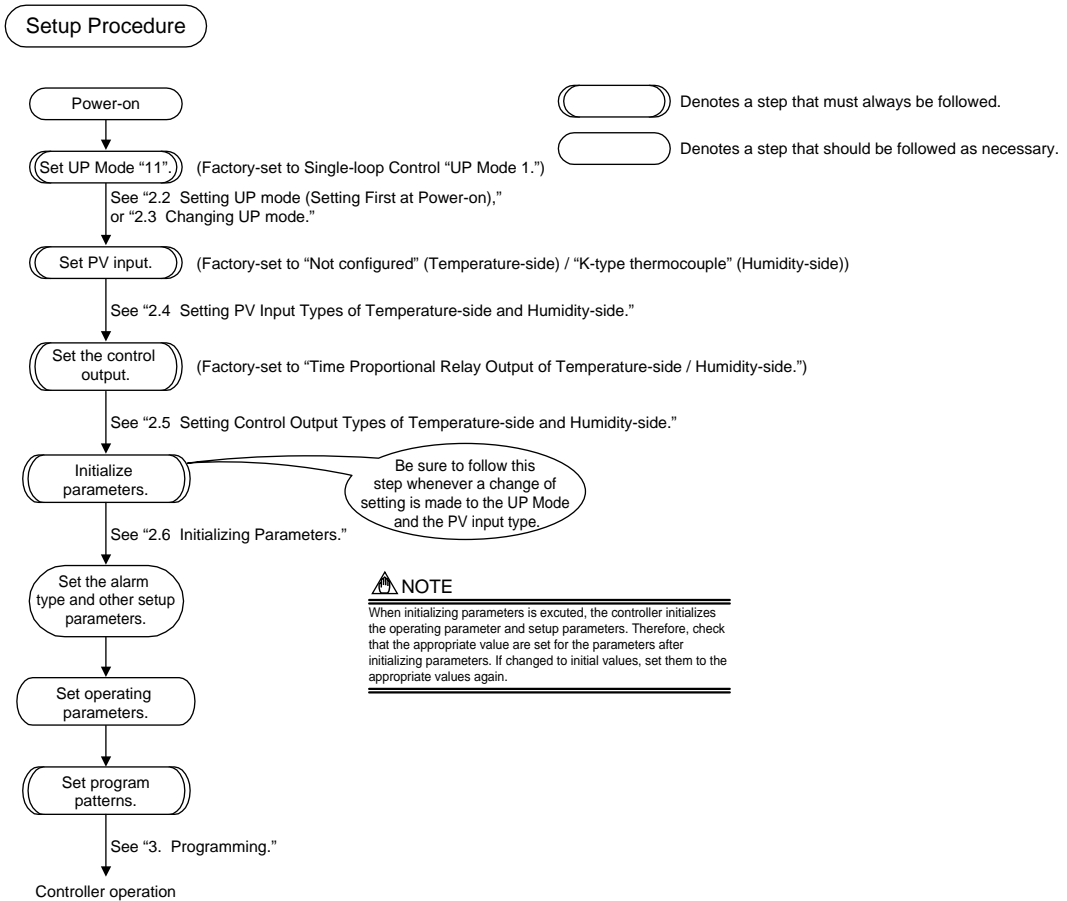 Setup Procedure
Power-on
Denotes a step that must always be followed.
Denotes a step that should be followed as necessary.
Set UP Mode “11”.
(Factory-set to Single-loop Control “UP Mode 1.”)
See “2.2 Setting UP mode (Setting First at Power-on),”
or “2.3 Changing UP mode.”
Set PV input.
(Factory-set to “Not configured” (Temperature-side) / “K-type thermocouple” (Humidity-side))
See “2.4 Setting PV Input Types of Temperature-side and Humidity-side.”
Set the control
output.
(Factory-set to “Time Proportional Relay Output of Temperature-side / Humidity-side.”)
See “2.5 Setting Control Output Types of Temperature-side and Humidity-side.”
Initialize
parameters.
Be sure to follow this
step whenever a change of
setting is made to the UP Mode
and the PV input type.
See “2.6 Initializing Parameters.”
Set the alarm
type and other setup
parameters.
NOTE
When initializing parameters is excuted, the controller initializes
the operating parameter and setup parameters. Therefore, check
that the appropriate value are set for the parameters after
initializing parameters. If changed to initial values, set them to the
appropriate values again.
Set operating
parameters.
Set program
patterns.
See “3. Programming.”
Controller operation